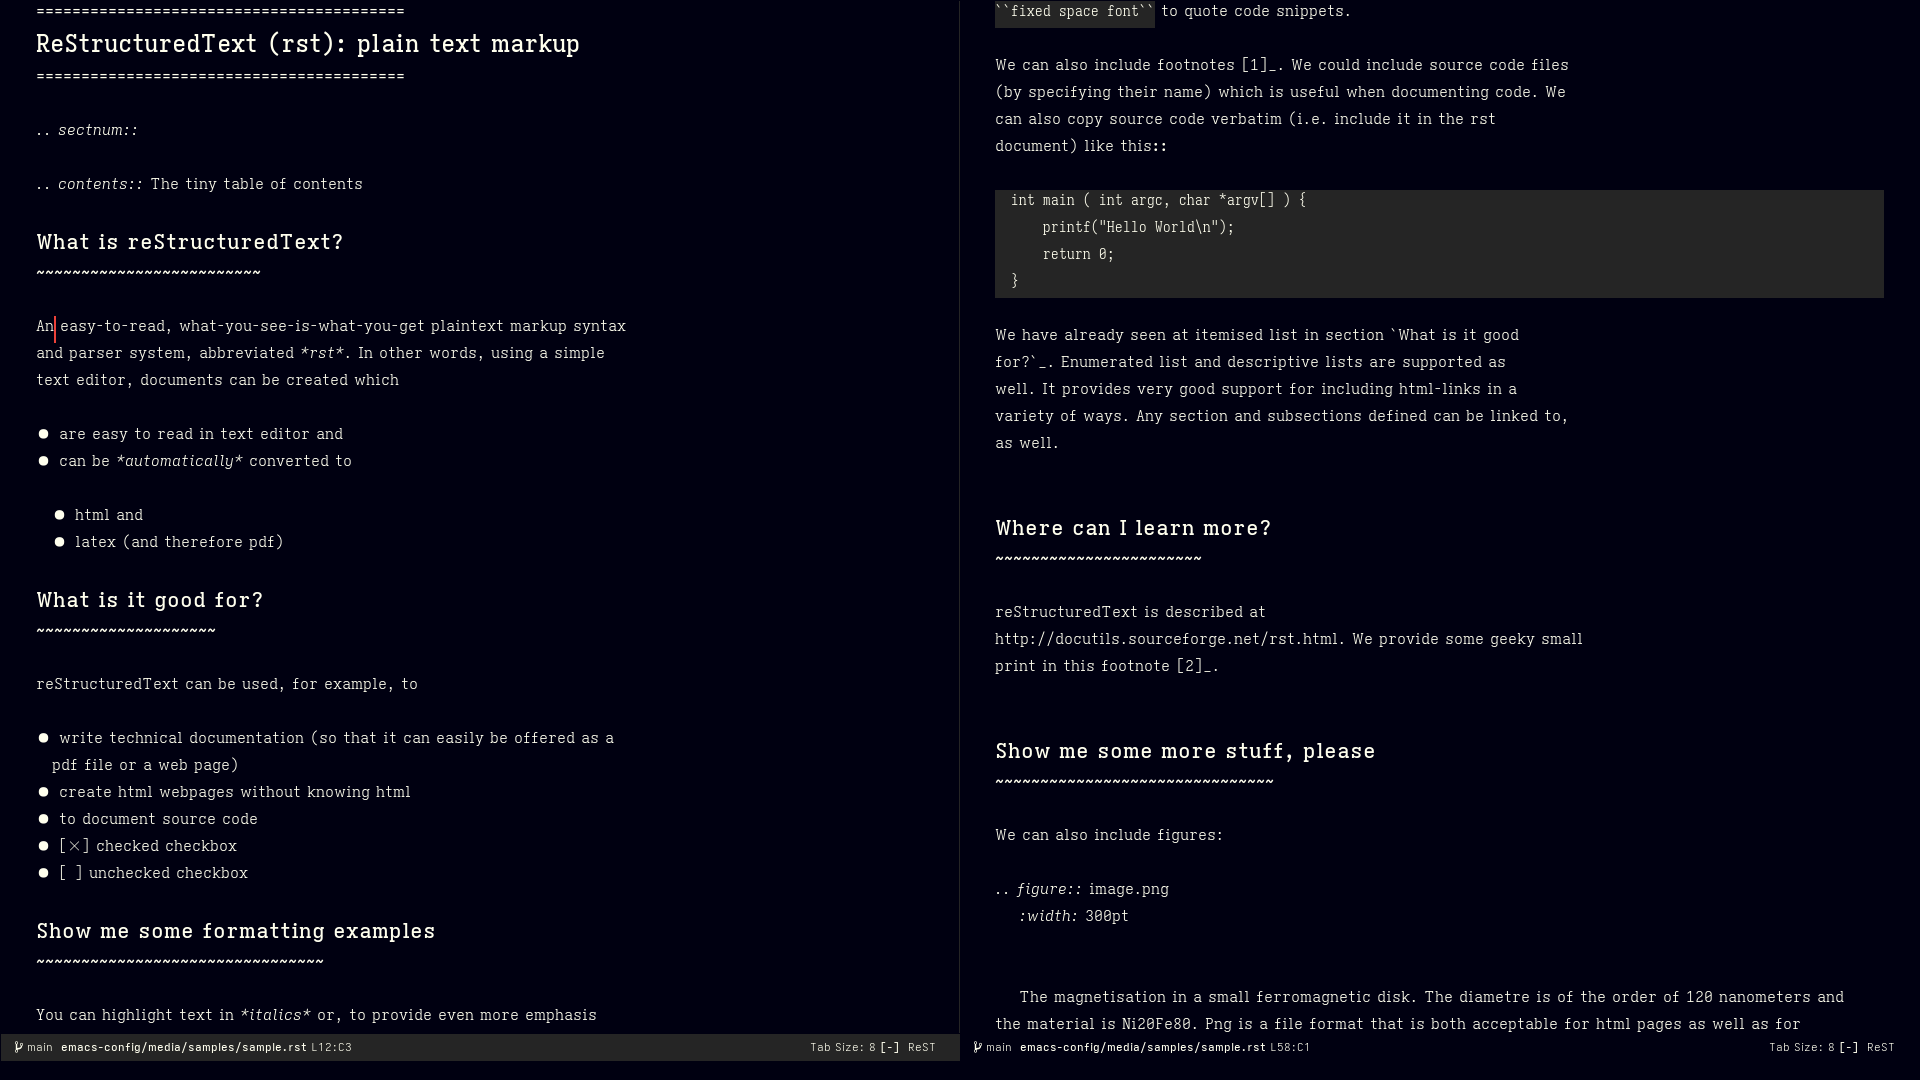 =========================================
ReStructuredText (rst): plain text markup
=========================================
.. sectnum::
.. contents:: The tiny table of contents
What is reStructuredText?
~~~~~~~~~~~~~~~~~~~~~~~~~
An easy-to-read, what-you-see-is-what-you-get plaintext markup syntax
and parser system, abbreviated *rst*. In other words, using a simple
text editor, documents can be created which
● are easy to read in text editor and
● can be *automatically* converted to
● html and
● latex (and therefore pdf)
What is it good for?
~~~~~~~~~~~~~~~~~~~~
reStructuredText can be used, for example, to
● write technical documentation (so that it can easily be offered as a
pdf file or a web page)
● create html webpages without knowing html
● to document source code
● [×] checked checkbox
● [ ] unchecked checkbox
Show me some formatting examples
~~~~~~~~~~~~~~~~~~~~~~~~~~~~~~~~
You can highlight text in *italics* or, to provide even more emphasis
main emacs-config/media/samples/sample.rst L12:C3 Tab Size: 8 [-] ReST
``fixed space font`` to quote code snippets.
We can also include footnotes [1]_. We could include source code files
(by specifying their name) which is useful when documenting code. We
can also copy source code verbatim (i.e. include it in the rst
document) like this::
int main ( int argc, char *argv[] ) {
printf("Hello World\n");
return 0;
}
We have already seen at itemised list in section `What is it good
for?`_. Enumerated list and descriptive lists are supported as
well. It provides very good support for including html-links in a
variety of ways. Any section and subsections defined can be linked to,
as well.
Where can I learn more?
~~~~~~~~~~~~~~~~~~~~~~~
reStructuredText is described at
http://docutils.sourceforge.net/rst.html. We provide some geeky small
print in this footnote [2]_.
Show me some more stuff, please
~~~~~~~~~~~~~~~~~~~~~~~~~~~~~~~
We can also include figures:
.. figure:: image.png
:width: 300pt
The magnetisation in a small ferromagnetic disk. The diametre is of the order of 120 nanometers and
the material is Ni20Fe80. Png is a file format that is both acceptable for html pages as well as for
main emacs-config/media/samples/sample.rst L58:C1 Tab Size: 8 [-] ReST